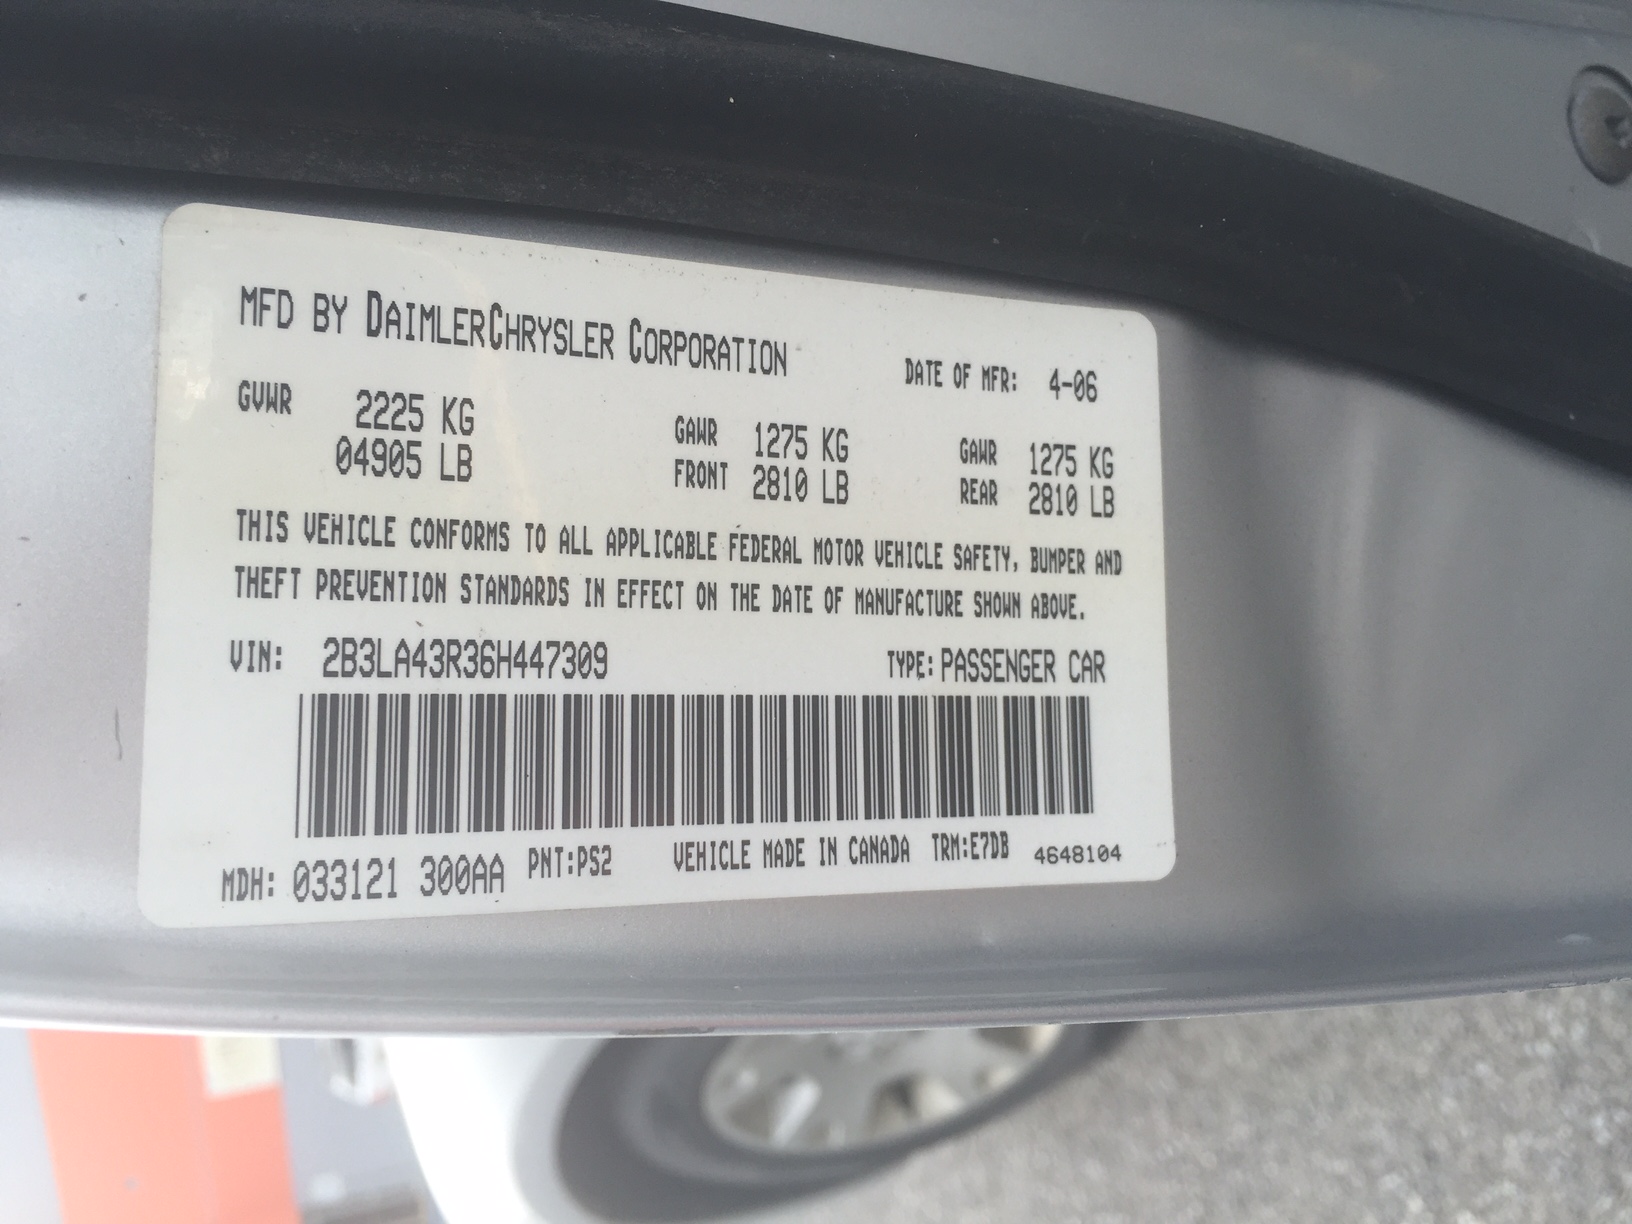 MFD BY DAIMLERCHRYSLER CORPORATION DATE OF MFR: 4-06
GVWR 2225 KG GAWR 1275 KG GAWR 1275 KG
04905 LB FRONT 2810 LB REAR 2810 LB
THIS VEHICLE CONFORMS TO ALL APPLICABLE FEDERAL MOTOR VEHICLE SAFETY, BUMPER AND
THEFT PREVENTION STANDARDS IN EFFECT ON THE DATE OF MANUFACTURE SHOWN ABOVE.
VIN: 2B3LA43R36H447309 TYPE: PASSENGER CAR
MDH: 033121 300AA PNT:PS2 VEHICLE MADE IN CANADA TRM:E7DB 4648104